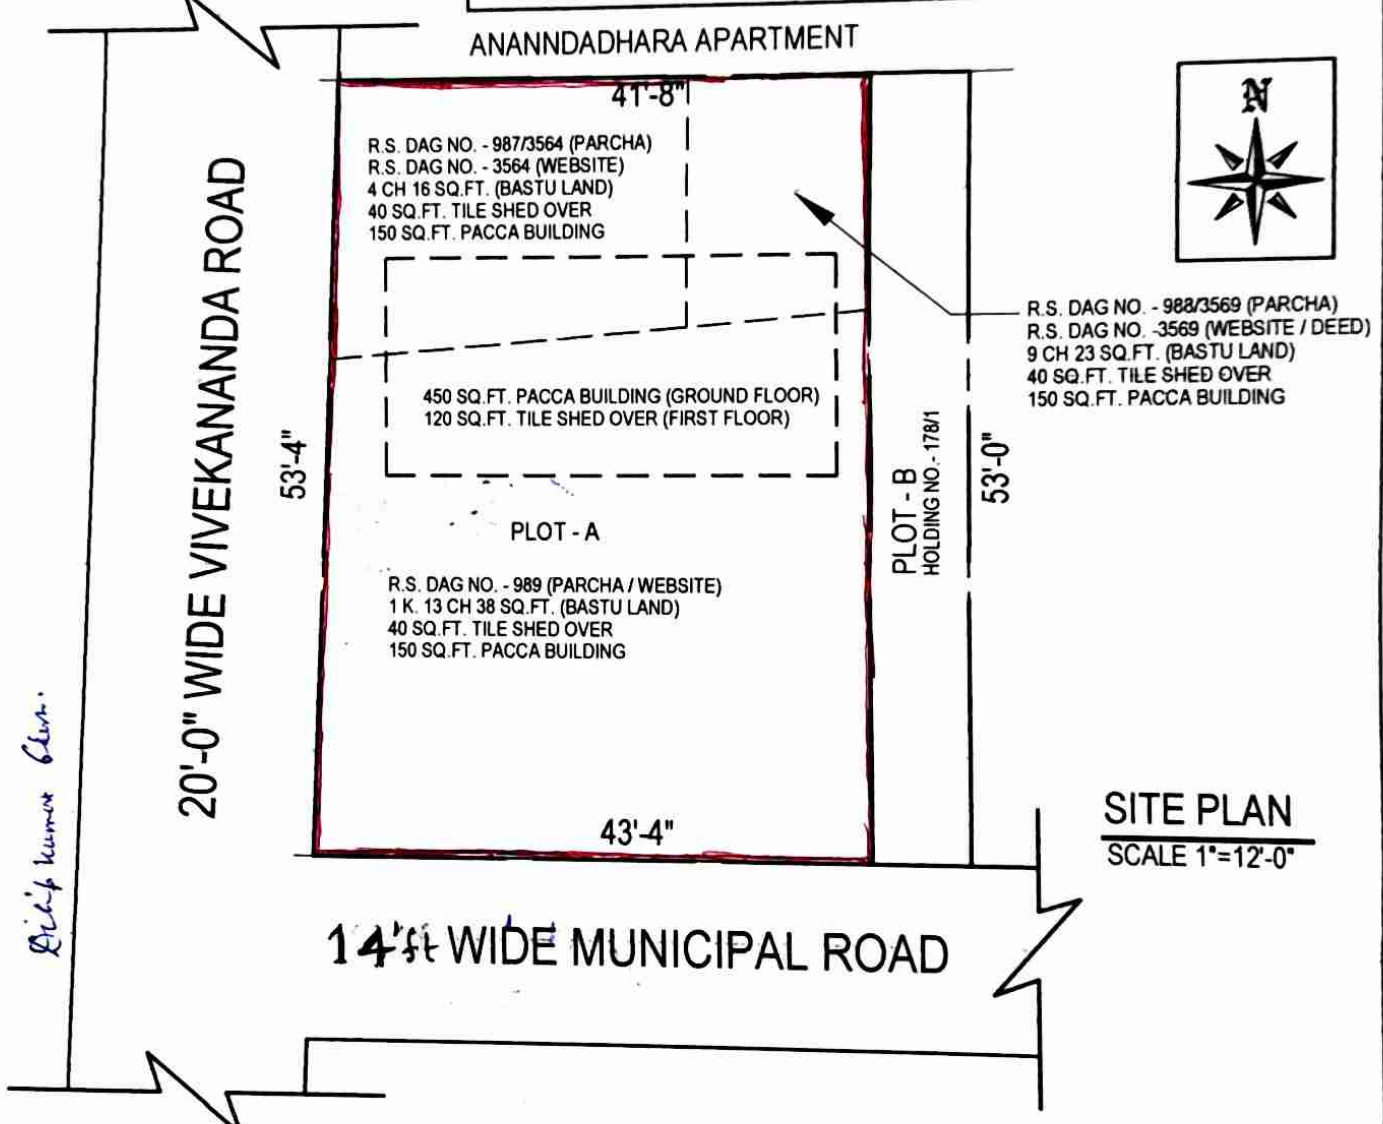 ANANNDADHARA APARTMENT
41'-8"
N
R.S. DAG NO. - 987/3564 (PARCHA)
R.S. DAG NO. - 3564 (WEBSITE)
4 CH 16 SQ.FT. (BASTU LAND)
40 SQ.FT. TILE SHED OVER
150 SQ.FT. PACCA BUILDING
R.S. DAG NO. - 988/3569 (PARCHA)
R.S. DAG NO. -3569 (WEBSITE / DEED)
9 CH 23 SQ.FT. (BASTU LAND)
40 SQ.FT. TILE SHED OVER
150 SQ.FT. PACCA BUILDING
450 SQ.FT. PACCA BUILDING (GROUND FLOOR)
120 SQ.FT. TILE SHED OVER (FIRST FLOOR)
20'-0" WIDE VIVEKANANDA ROAD
53'-4"
PLOT - A
PLOT - B
HOLDING NO.- 178/1
53'-0"
R.S. DAG NO. - 989 (PARCHA / WEBSITE)
1 K. 13 CH 38 SQ.FT. (BASTU LAND)
40 SQ.FT. TILE SHED OVER
150 SQ.FT. PACCA BUILDING
43'-4"
SITE PLAN
SCALE 1"=12'-0"
14'ft WIDE MUNICIPAL ROAD
Dilip Kumar